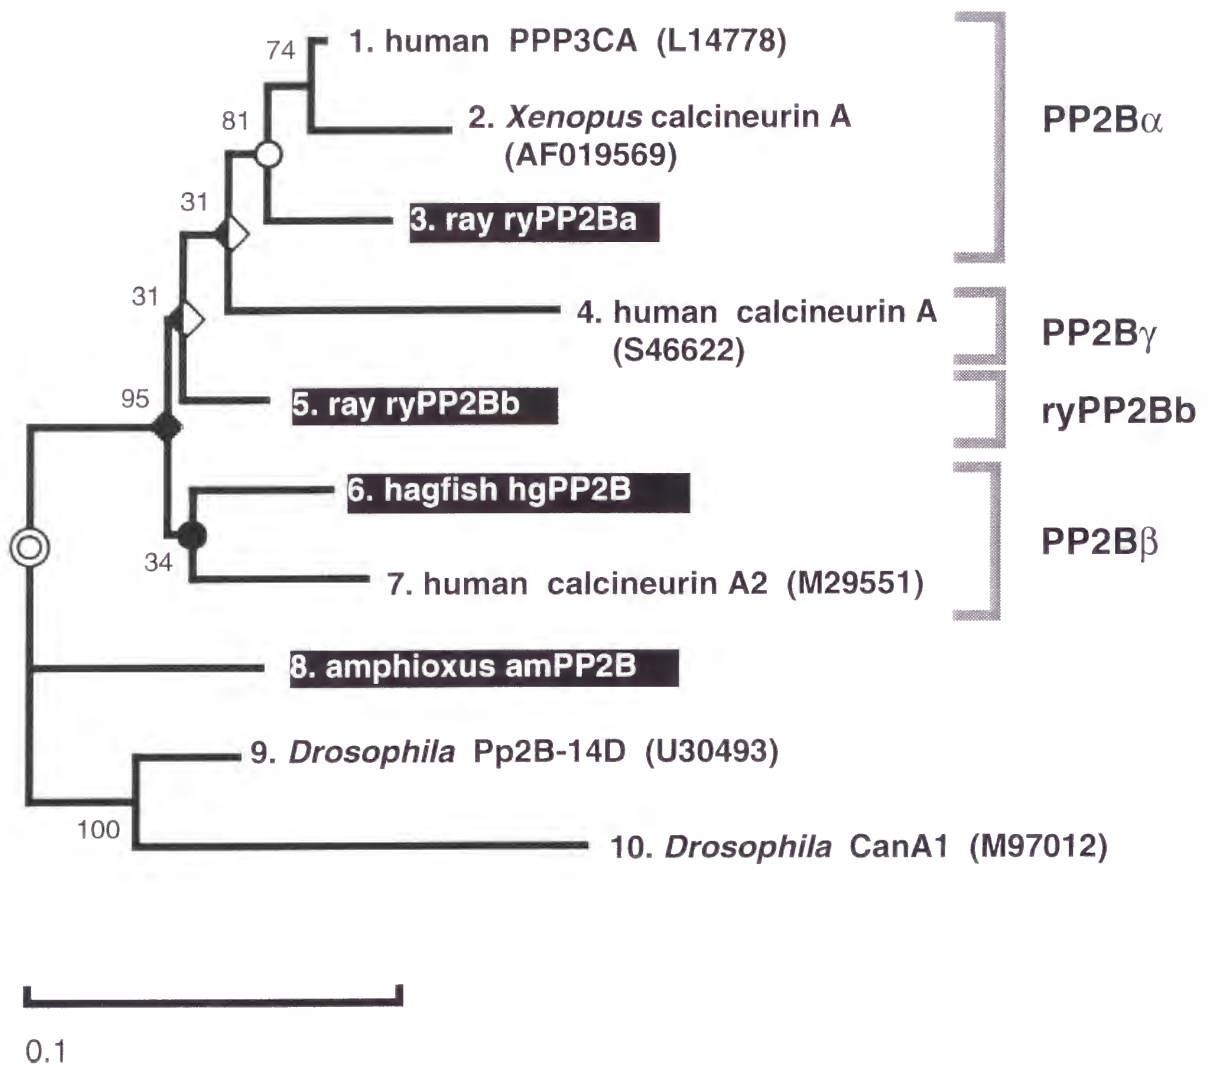 74
1. human PPP3CA (L14778)
81
2. Xenopus calcineurin A
(AF019569)
PP2Bα
31
3. ray ryPP2Ba
31
4. human calcineurin A
(S46622)
PP2Bγ
95
5. ray ryPP2Bb
ryPP2Bb
6. hagfish hgPP2B
34
7. human calcineurin A2 (M29551)
PP2Bβ
8. amphioxus amPP2B
9. Drosophila Pp2B-14D (U30493)
100
10. Drosophila CanA1 (M97012)
0.1